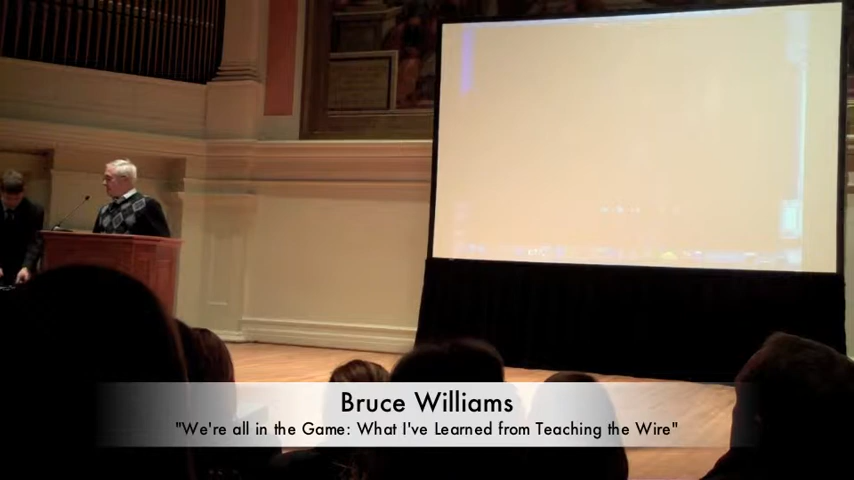 Bruce Williams
"We're all in the Game: What I've Learned from Teaching the Wire"